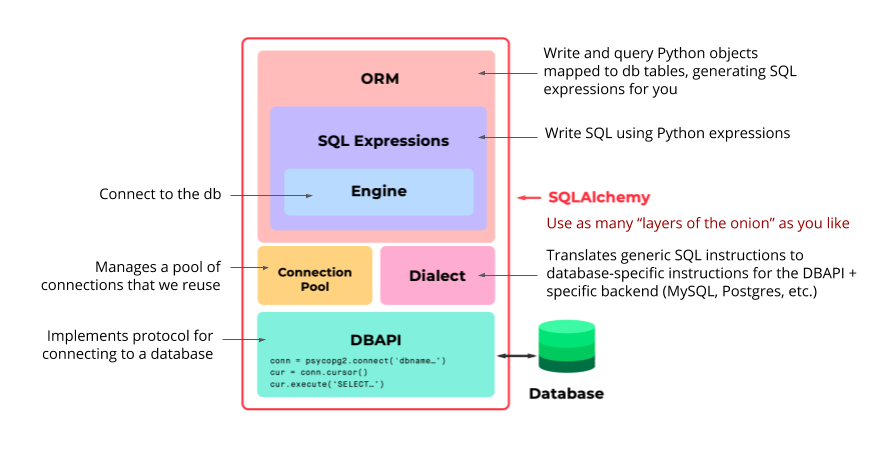 Write and query Python objects
mapped to db tables, generating SQL
expressions for you
ORM
SQL Expressions
Write SQL using Python expressions
Connect to the db
Engine
SQLAlchemy
Use as many “layers of the onion” as you like
Manages a pool of
connections that we reuse
Connection
Pool
Dialect
Translates generic SQL instructions to
database-specific instructions for the DBAPI +
specific backend (MySQL, Postgres, etc.)
Implements protocol for
connecting to a database
DBAPI
conn = psycopg2.connect('dbname…')
cur = conn.cursor()
cur.execute('SELECT…')
Database